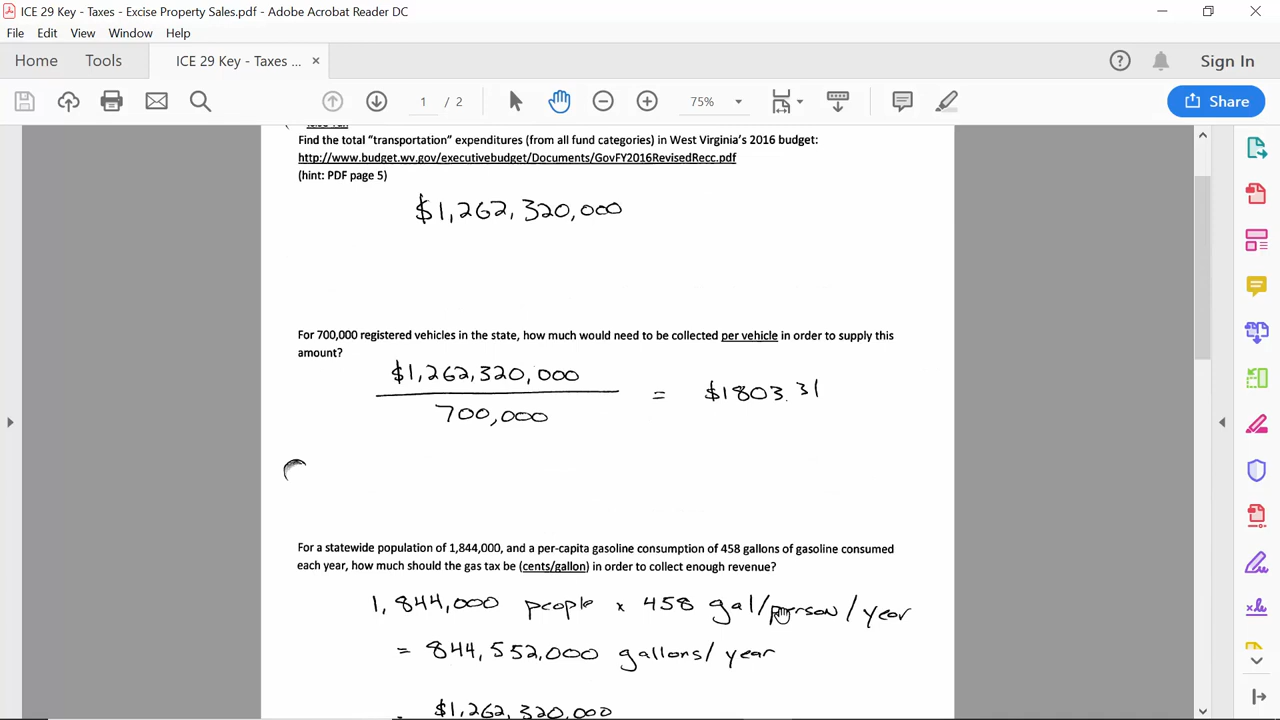 ICE 29 Key - Taxes - Excise Property Sales.pdf - Adobe Acrobat Reader DC
File Edit View Window Help
Home Tools ICE 29 Key - Taxes ... × Sign In
1 / 2 75% Share
Find the total “transportation” expenditures (from all fund categories) in West Virginia’s 2016 budget:
http://www.budget.wv.gov/executivebudget/Documents/GovFY2016RevisedRecc.pdf
(hint: PDF page 5)
$1,262,320,000
For 700,000 registered vehicles in the state, how much would need to be collected per vehicle in order to supply this
amount?
$1,262,320,000
700,000
= $1803.31
For a statewide population of 1,844,000, and a per-capita gasoline consumption of 458 gallons of gasoline consumed
each year, how much should the gas tax be (cents/gallon) in order to collect enough revenue?
1,844,000 people × 458 gal/person/year
= 844,552,000 gallons/year
$1,262,320,000